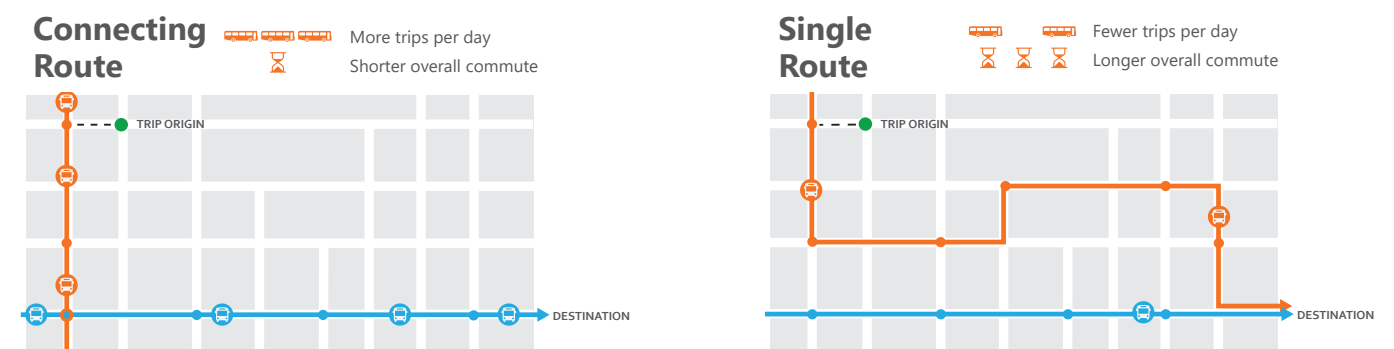 Connecting
Route
More trips per day
Shorter overall commute
TRIP ORIGIN
DESTINATION
Single
Route
Fewer trips per day
Longer overall commute
TRIP ORIGIN
DESTINATION